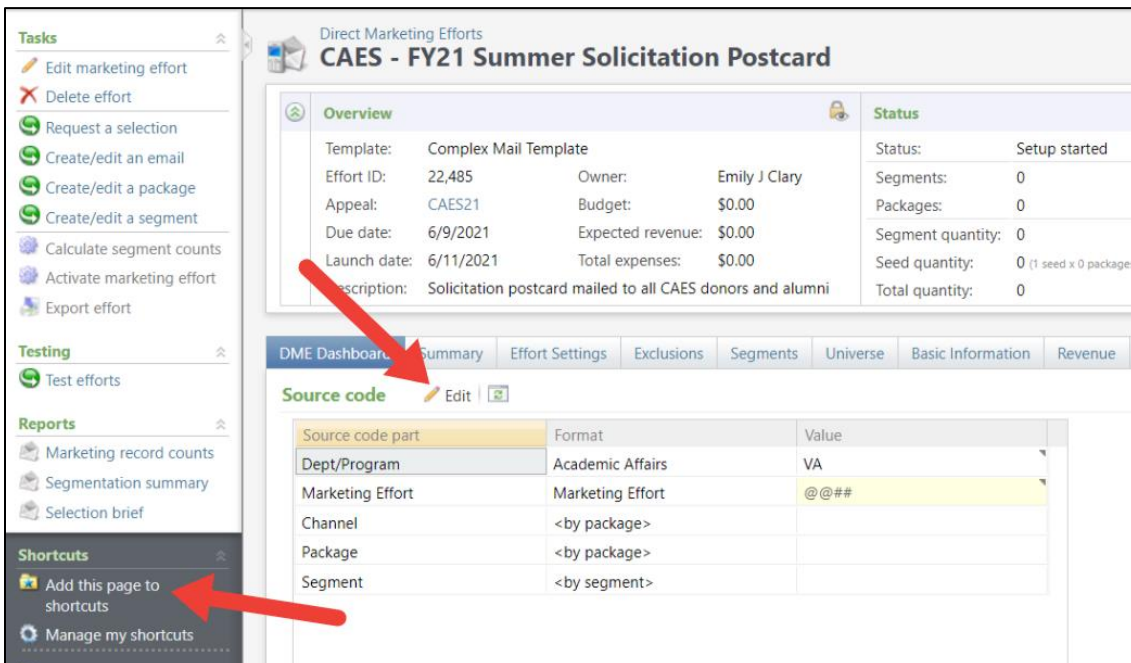 Tasks
Edit marketing effort
Delete effort
Request a selection
Create/edit an email
Create/edit a package
Create/edit a segment
Calculate segment counts
Activate marketing effort
Export effort
Testing
Test efforts
Reports
Marketing record counts
Segmentation summary
Selection brief
Shortcuts
Add this page to
shortcuts
Manage my shortcuts
Direct Marketing Efforts
CAES - FY21 Summer Solicitation Postcard
Overview
Template: Complex Mail Template
Effort ID: 22,485 Owner: Emily J Clary
Appeal: CAES21 Budget: $0.00
Due date: 6/9/2021 Expected revenue: $0.00
Launch date: 6/11/2021 Total expenses: $0.00
Solicitation postcard mailed to all CAES donors and alumni
Status
Status: Setup started
Segments: 0
Packages: 0
Segment quantity: 0
Seed quantity: 0 (1 seed x 0 package
Total quantity: 0
DME Dashboard Summary Effort Settings Exclusions Segments Universe Basic Information Revenue
Source code Edit
Source code part Format Value
Dept/Program Academic Affairs VA
Marketing Effort Marketing Effort @@##
Channel <by package>
Package <by package>
Segment <by segment>